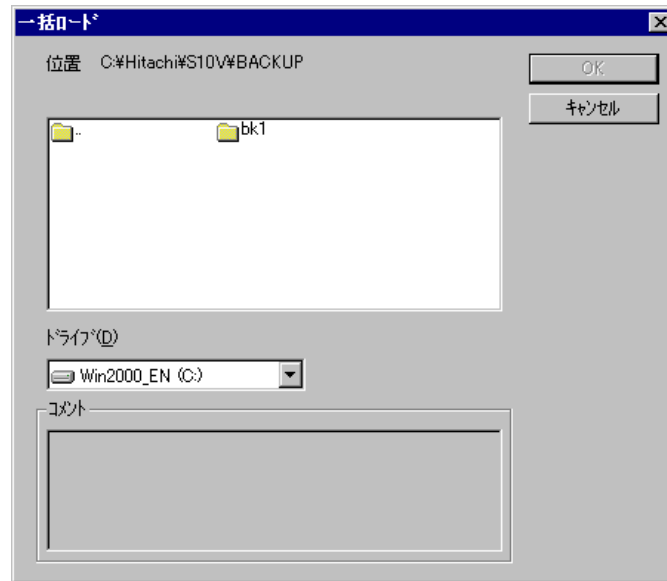 一括ﾛｰﾄﾞ
位置 C:¥Hitachi¥S10V¥BACKUP
OK
ｷｬﾝｾﾙ
.. bk1
ﾄﾞﾗｲﾌﾞ(D)
Win2000_EN (C:)
ｺﾒﾝﾄ